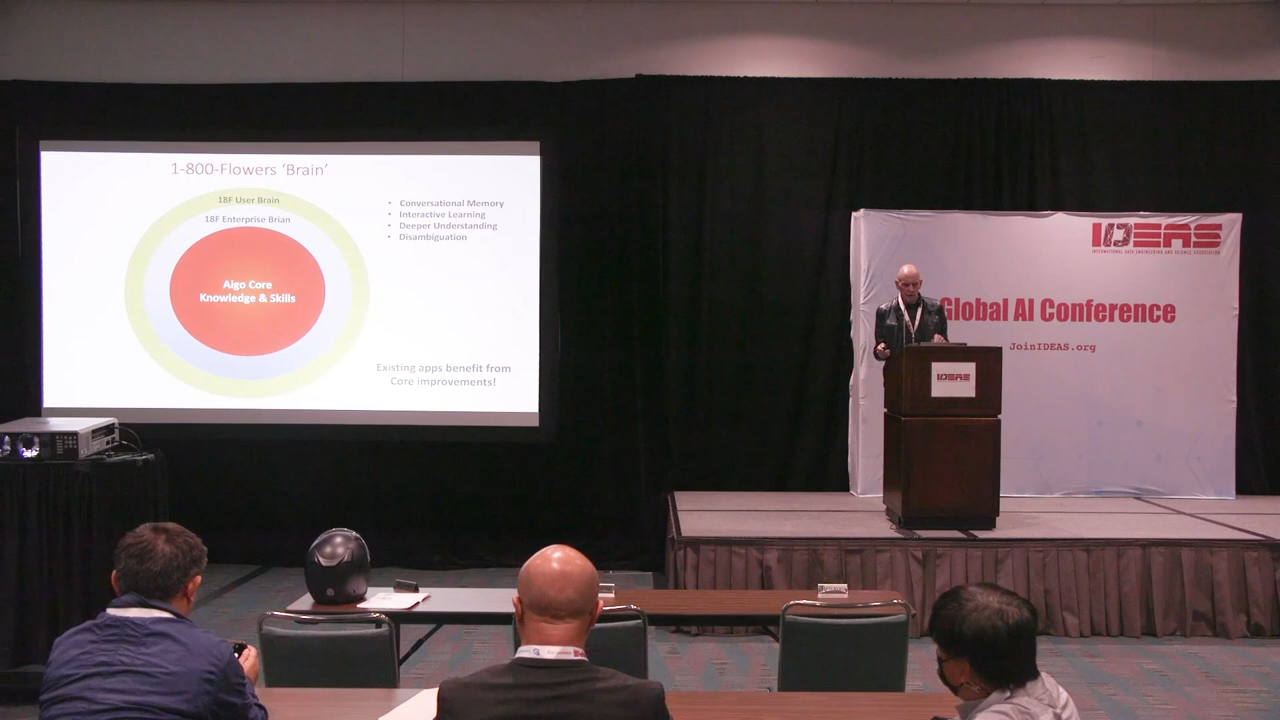 1-800-Flowers ‘Brain’
18F User Brain
18F Enterprise Brian
Algo Core
Knowledge & Skills
• Conversational Memory
• Interactive Learning
• Deeper Understanding
• Disambiguation
Existing apps benefit from
Core improvements!
IDEAS
INTERNATIONAL DATA ENGINEERING AND SCIENCE ASSOCIATION
Global AI Conference
JoinIDEAS.org
IDEAS